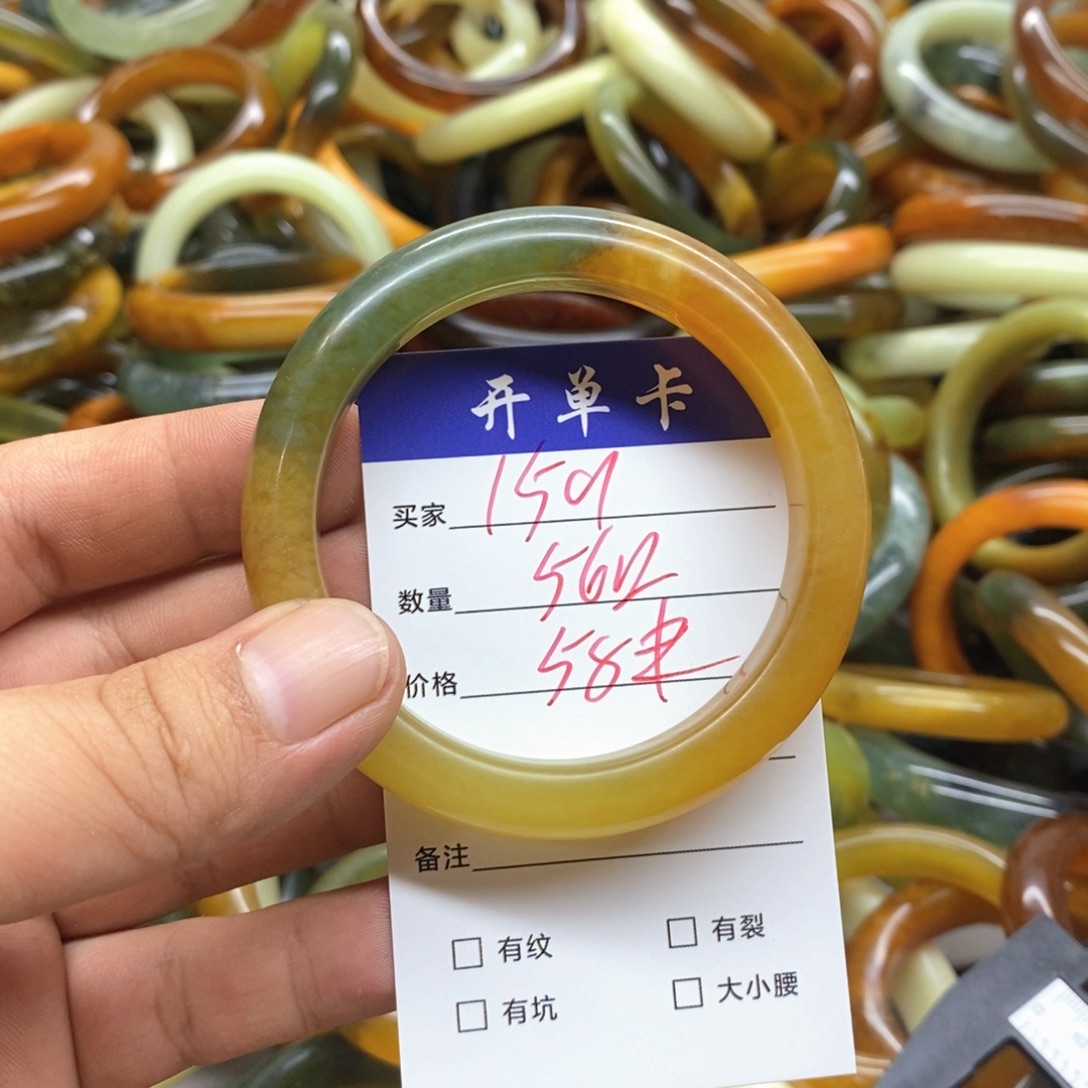 开单卡
买家 159
数量
价格 58
备注
□ 有纹 □ 有裂
□ 有坑 □ 大小腰